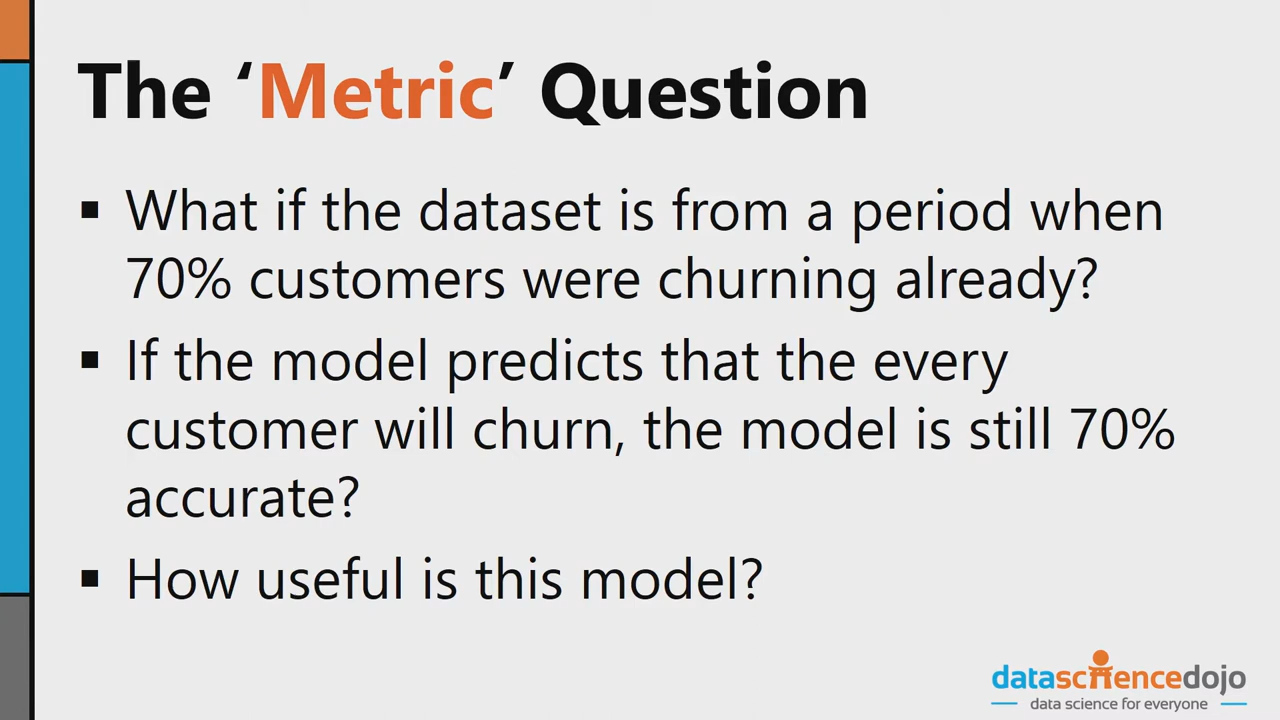 The ‘Metric’ Question
▪ What if the dataset is from a period when
70% customers were churning already?
▪ If the model predicts that the every
customer will churn, the model is still 70%
accurate?
▪ How useful is this model?
datasciencedojo
data science for everyone